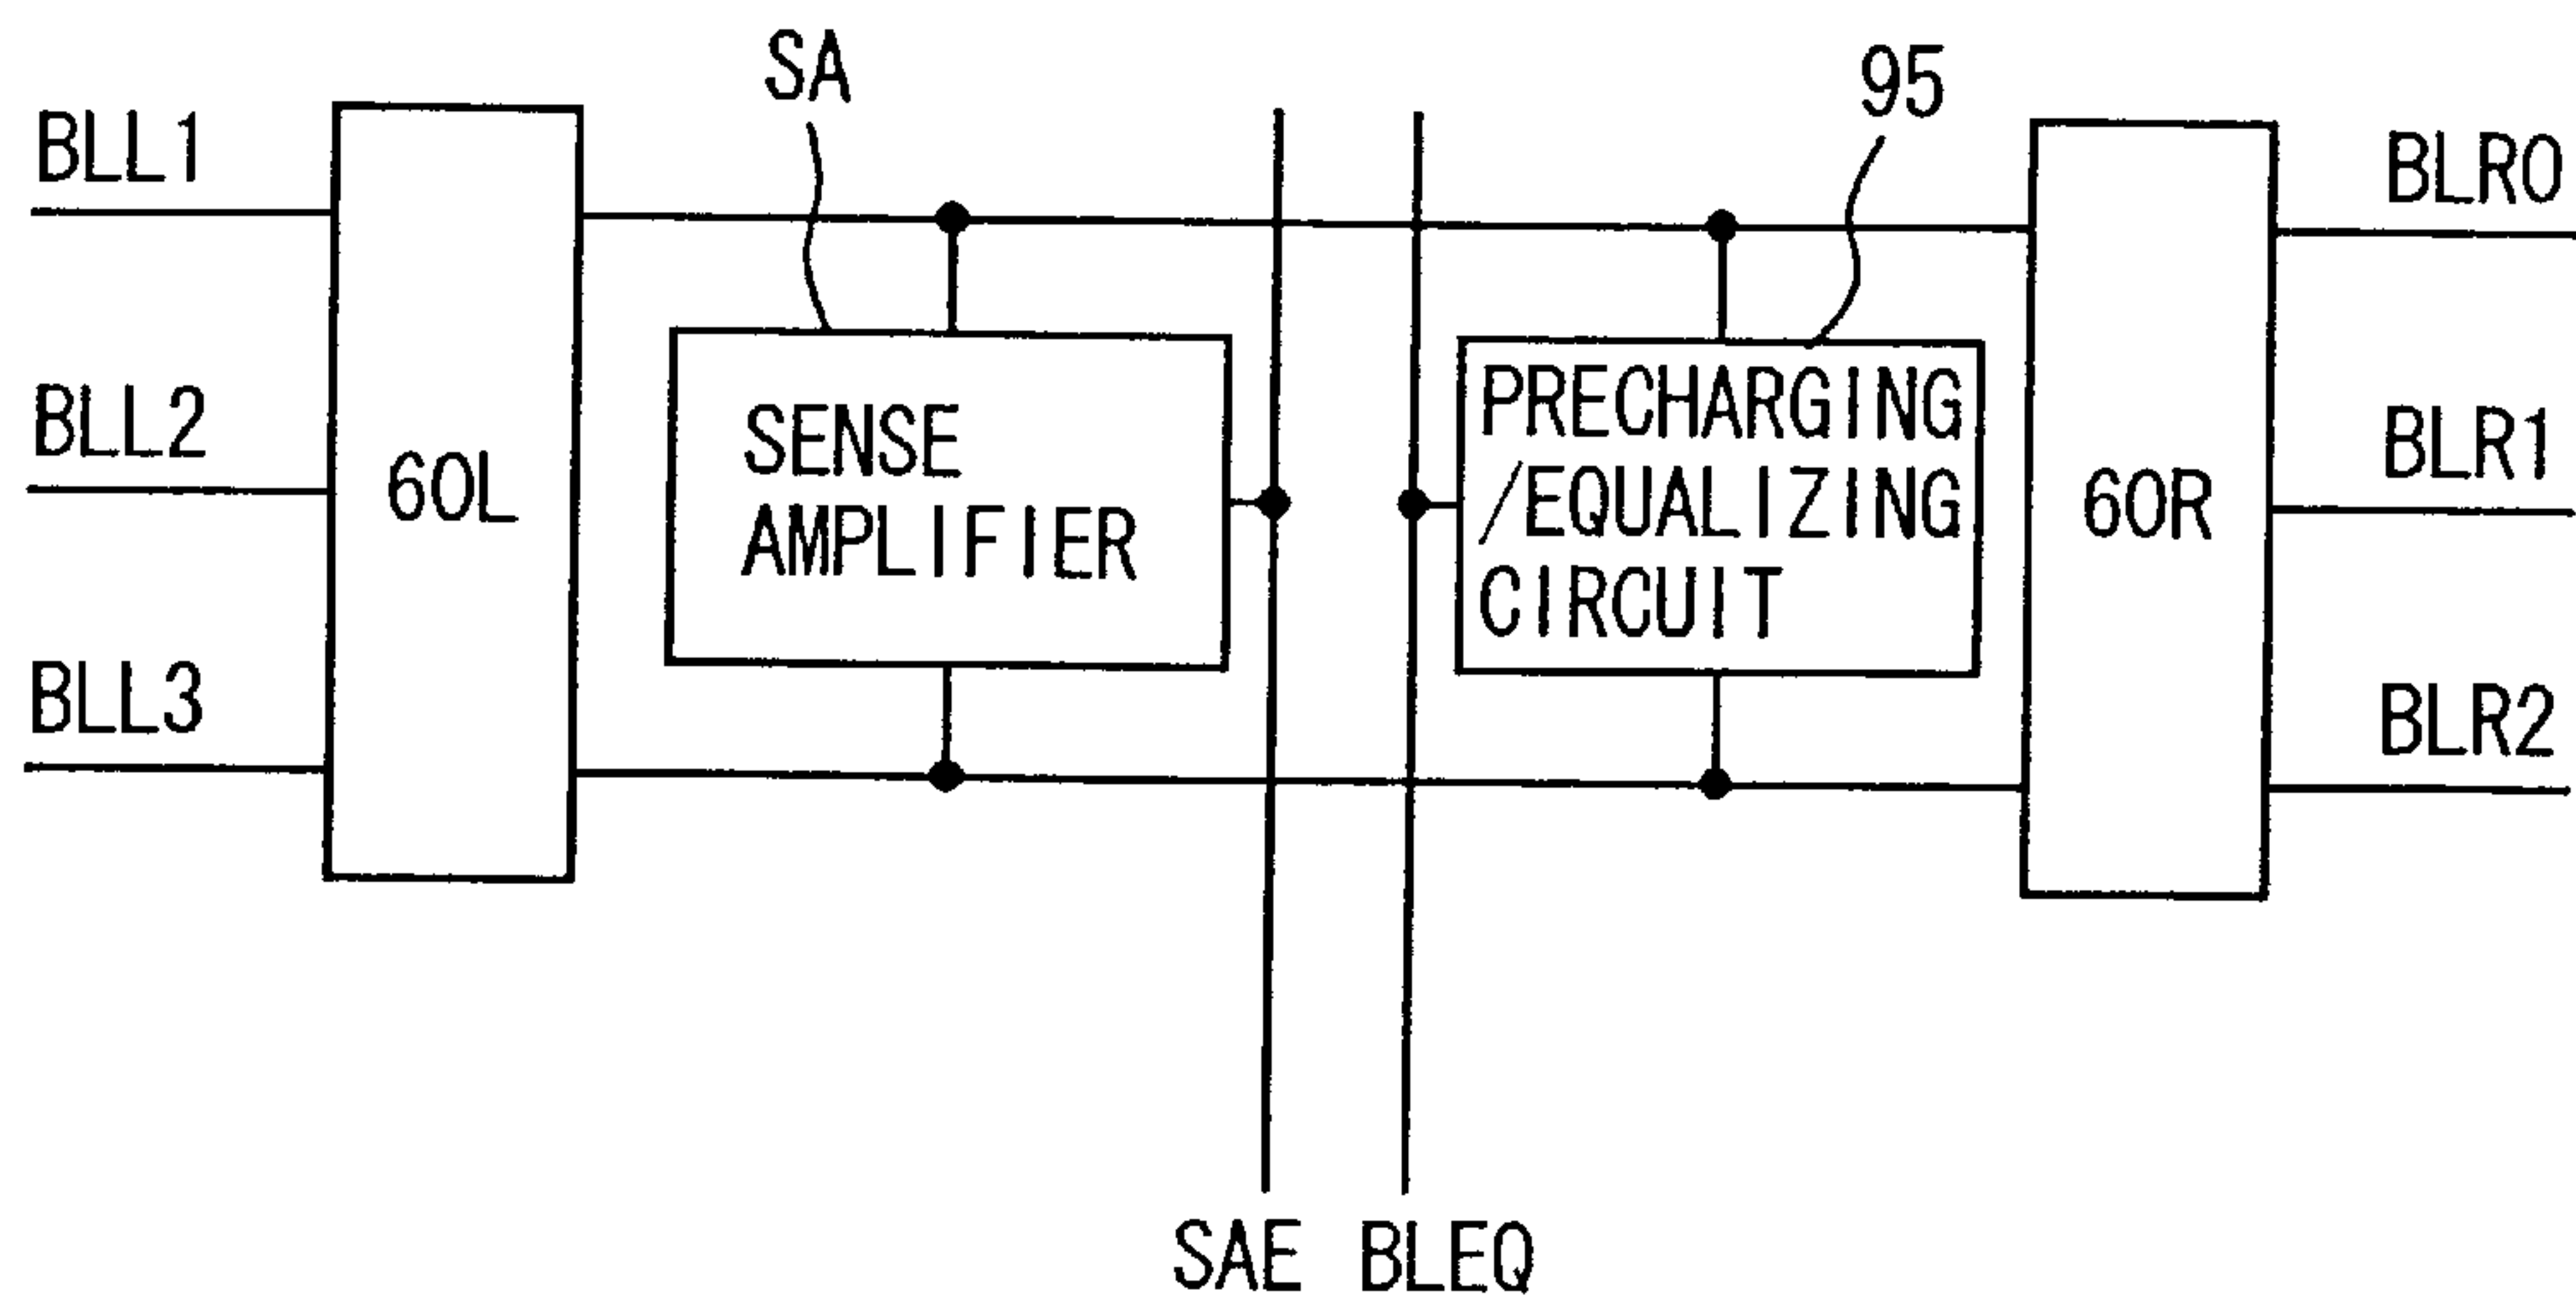 SA
95
BLL1
BLR0
BLL2
60L
SENSE
AMPLIFIER
PRECHARGING
/EQUALIZING
CIRCUIT
60R
BLR1
BLL3
BLR2
SAE
BLEQ